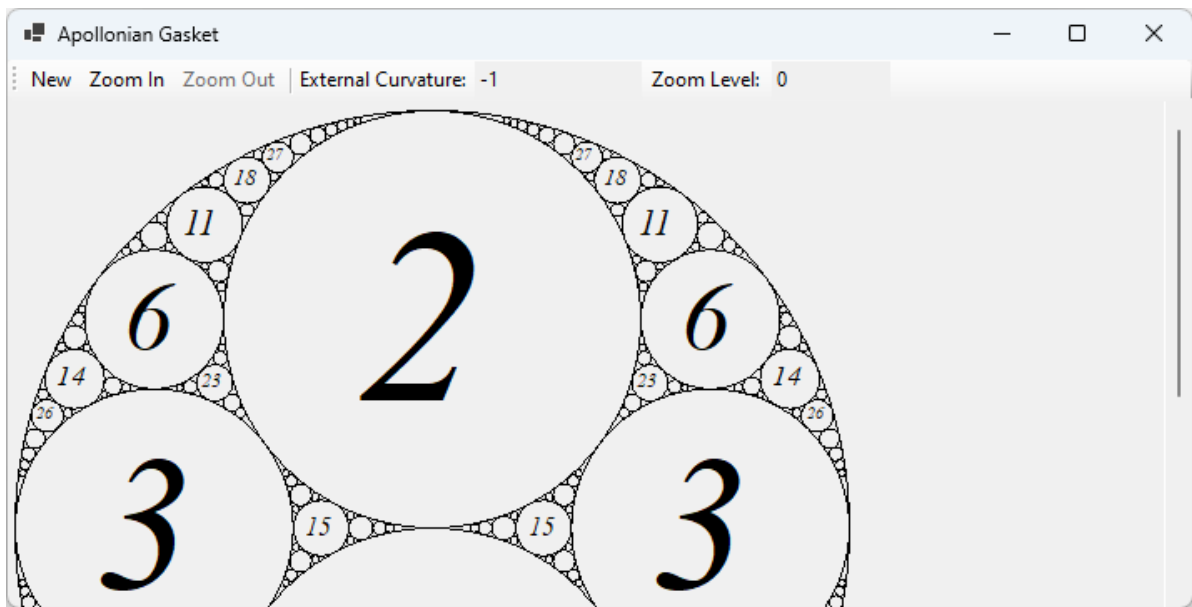 Apollonian Gasket
New Zoom In Zoom Out External Curvature: -1 Zoom Level: 0
27 27
18 18
11 11
2
6 6
14 23 23 14
26 26
3 3
15 15